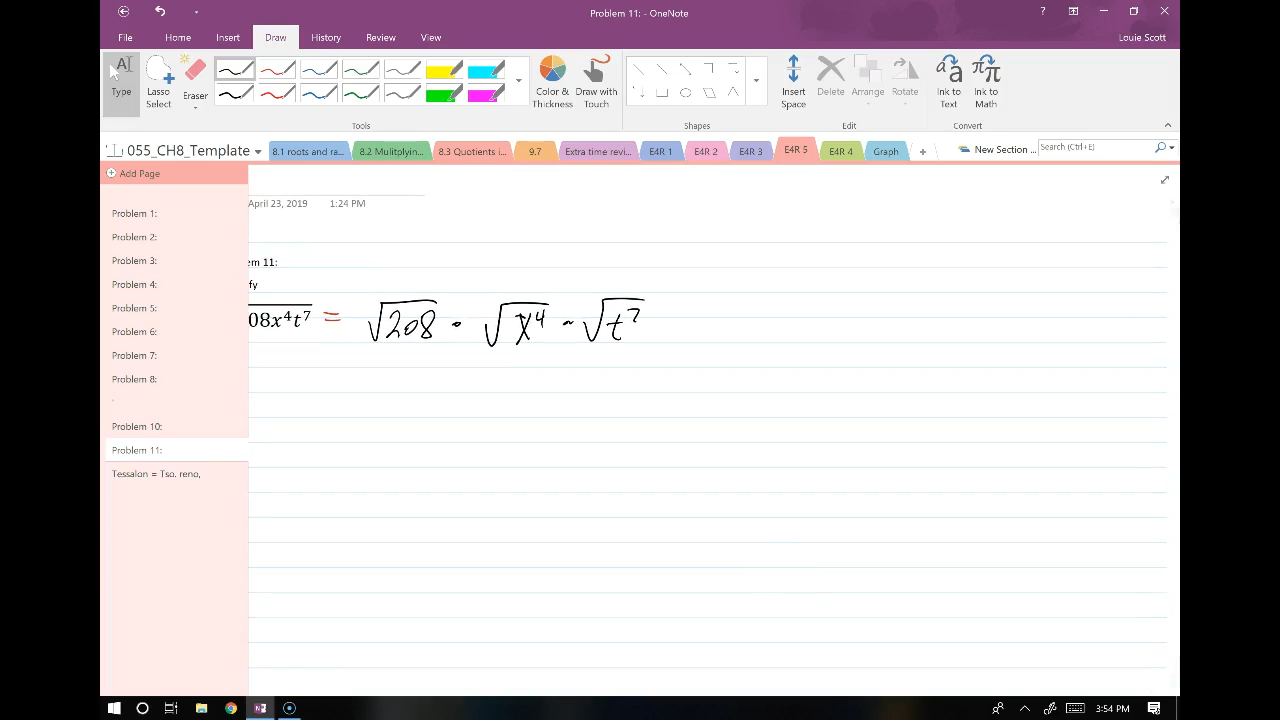 Problem 11: - OneNote
?
File Home Insert Draw History Review View
Louie Scott
Type
Lasso Select
Eraser
Color & Thickness
Draw with Touch
Insert Space
Delete
Arrange
Rotate
Ink to Text
Ink to Math
Tools
Shapes
Edit
Convert
055_CH8_Template
8.1 roots and ra...
8.2 Mulitplyin...
8.3 Quotients i...
9.7
Extra time revi...
E4R 1
E4R 2
E4R 3
E4R 5
E4R 4
Graph
New Section ...
Search (Ctrl+E)
Add Page
Problem 1:
Problem 2:
Problem 3:
Problem 4:
Problem 5:
Problem 6:
Problem 7:
Problem 8:
Problem 10:
Problem 11:
Tessalon = Tso. reno,
April 23, 2019 1:24 PM
em 11:
fy
08x⁴t⁷ = √208 · √x⁴ · √t⁷
3:54 PM